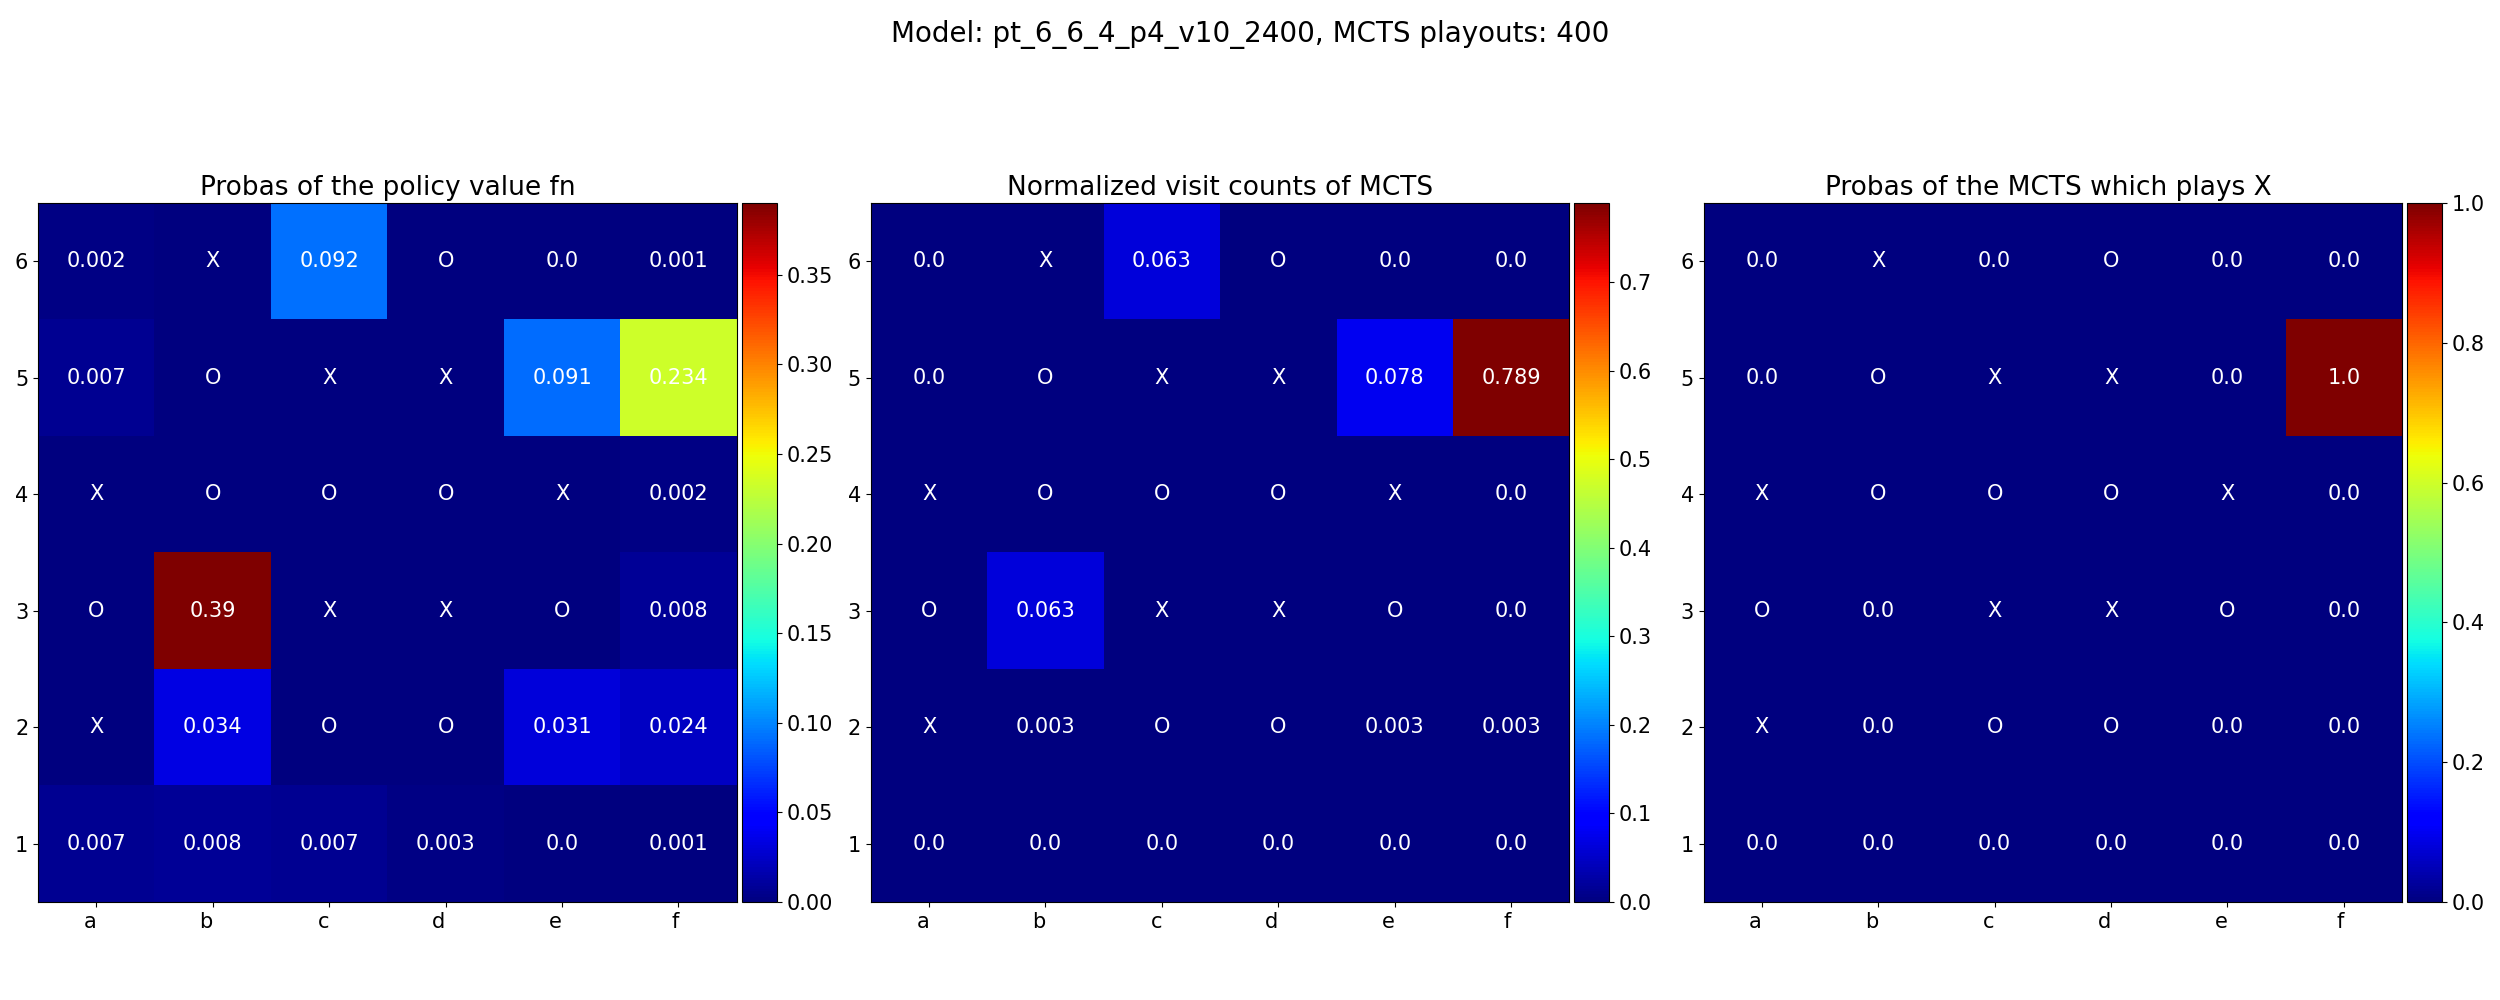 Model: pt_6_6_4_p4_v10_2400, MCTS playouts: 400
Probas of the policy value fn
6 0.002 X 0.092 O 0.0 0.001
5 0.007 O X X 0.091 0.234
4 X O O O X 0.002
3 O 0.39 X X O 0.008
2 X 0.034 O O 0.031 0.024
1 0.007 0.008 0.007 0.003 0.0 0.001
a b c d e f
0.35
0.30
0.25
0.20
0.15
0.10
0.05
0.00
Normalized visit counts of MCTS
6 0.0 X 0.063 O 0.0 0.0
5 0.0 O X X 0.078 0.789
4 X O O O X 0.0
3 O 0.063 X X O 0.0
2 X 0.003 O O 0.003 0.003
1 0.0 0.0 0.0 0.0 0.0 0.0
a b c d e f
0.7
0.6
0.5
0.4
0.3
0.2
0.1
0.0
Probas of the MCTS which plays X
6 0.0 X 0.0 O 0.0 0.0
5 0.0 O X X 0.0 1.0
4 X O O O X 0.0
3 O 0.0 X X O 0.0
2 X 0.0 O O 0.0 0.0
1 0.0 0.0 0.0 0.0 0.0 0.0
a b c d e f
1.0
0.8
0.6
0.4
0.2
0.0